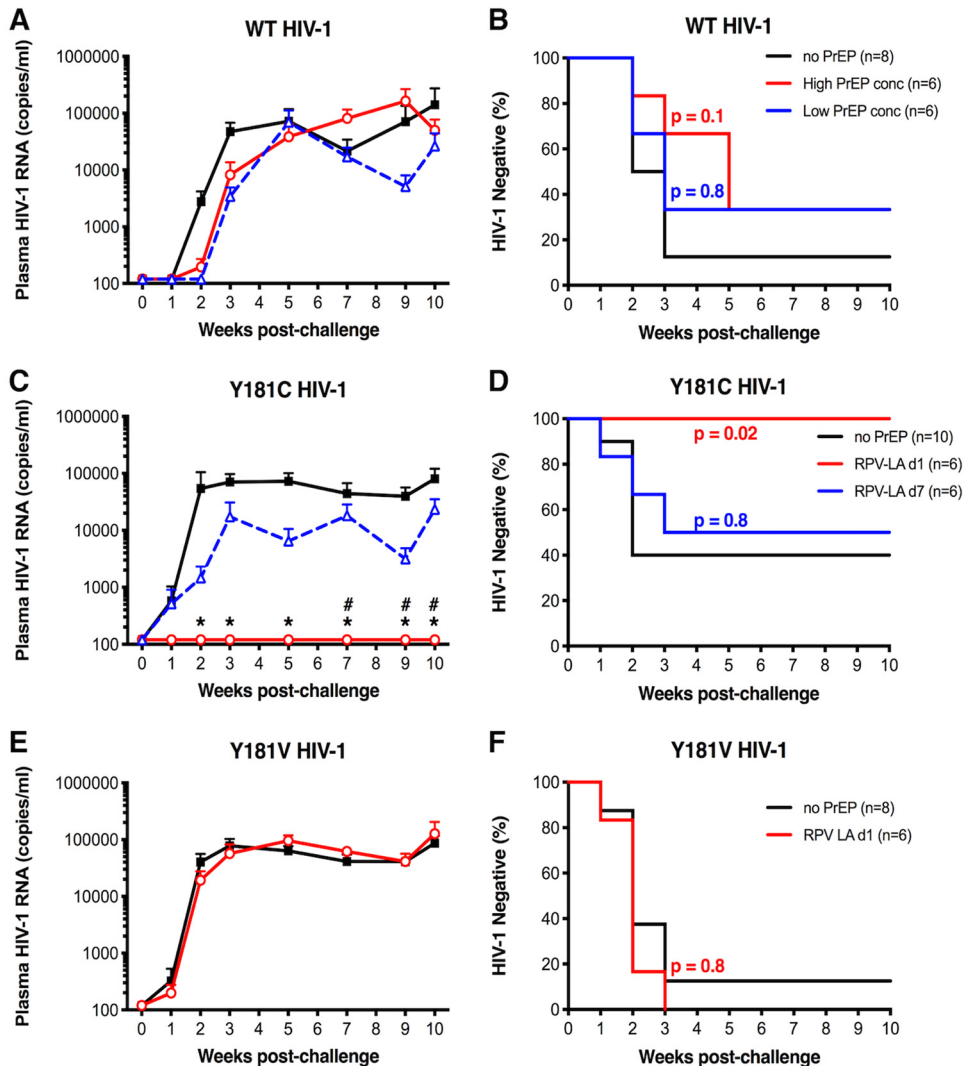 A
WT HIV-1
Plasma HIV-1 RNA (copies/ml)
1000000
100000
10000
1000
100
0 1 2 3 5 7 9 10
Weeks post-challenge
B
WT HIV-1
HIV-1 Negative (%)
100
80
60
40
20
0
no PrEP (n=8)
High PrEP conc (n=6)
Low PrEP conc (n=6)
p = 0.1
p = 0.8
0 1 2 3 4 5 6 7 8 9 10
Weeks post-challenge
C
Y181C HIV-1
Plasma HIV-1 RNA (copies/ml)
1000000
100000
10000
1000
100
# # #
* * * * * *
0 1 2 3 5 7 9 10
Weeks post-challenge
D
Y181C HIV-1
HIV-1 Negative (%)
100
80
60
40
20
0
p = 0.02
no PrEP (n=10)
RPV-LA d1 (n=6)
RPV-LA d7 (n=6)
p = 0.8
0 1 2 3 4 5 6 7 8 9 10
Weeks post-challenge
E
Y181V HIV-1
Plasma HIV-1 RNA (copies/ml)
1000000
100000
10000
1000
100
0 1 2 3 5 7 9 10
Weeks post-challenge
F
Y181V HIV-1
HIV-1 Negative (%)
100
80
60
40
20
0
no PrEP (n=8)
RPV LA d1 (n=6)
p = 0.8
0 1 2 3 4 5 6 7 8 9 10
Weeks post-challenge